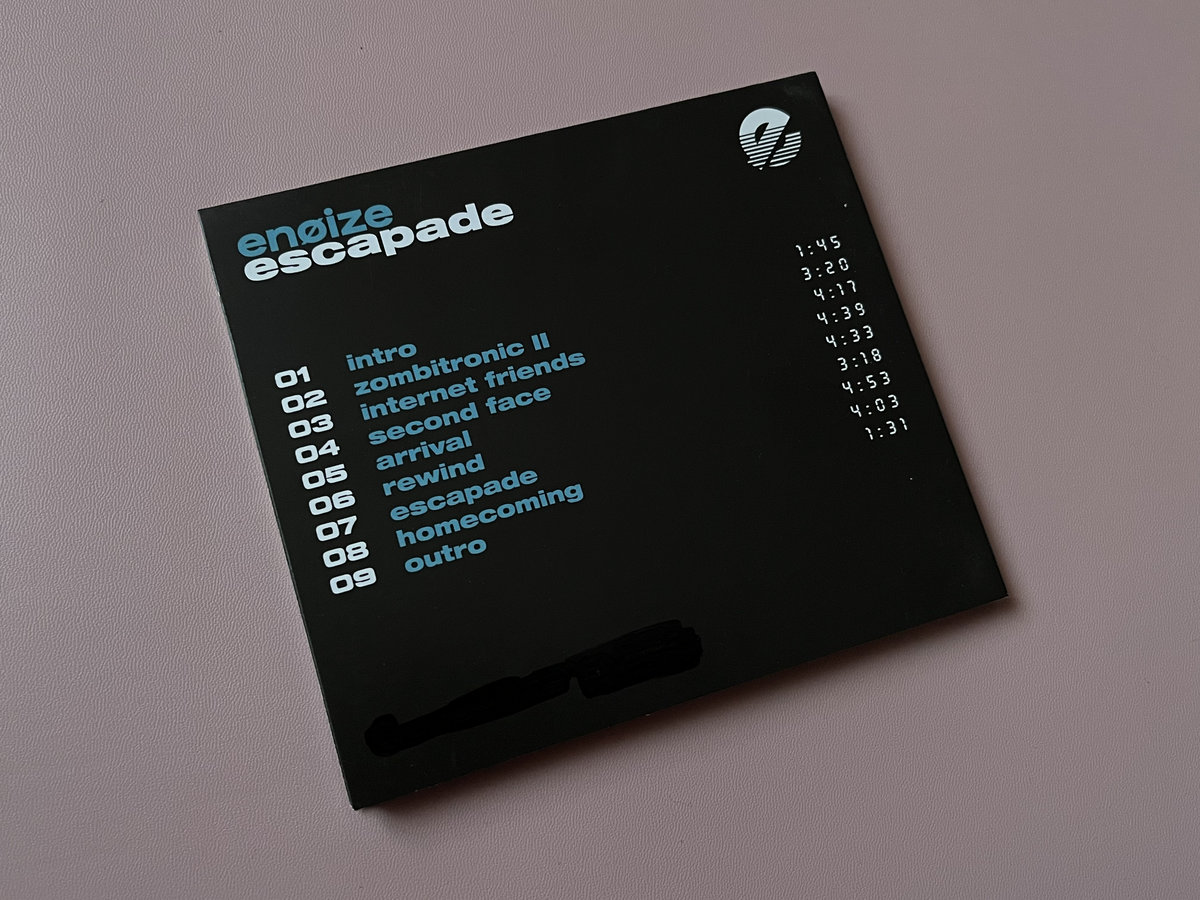 enøize
escapade
01 intro 1:45
02 zombitronic II 3:20
03 internet friends 4:17
04 second face 4:39
05 arrival 4:33
06 rewind 3:18
07 escapade 4:53
08 homecoming 4:03
09 outro 1:31